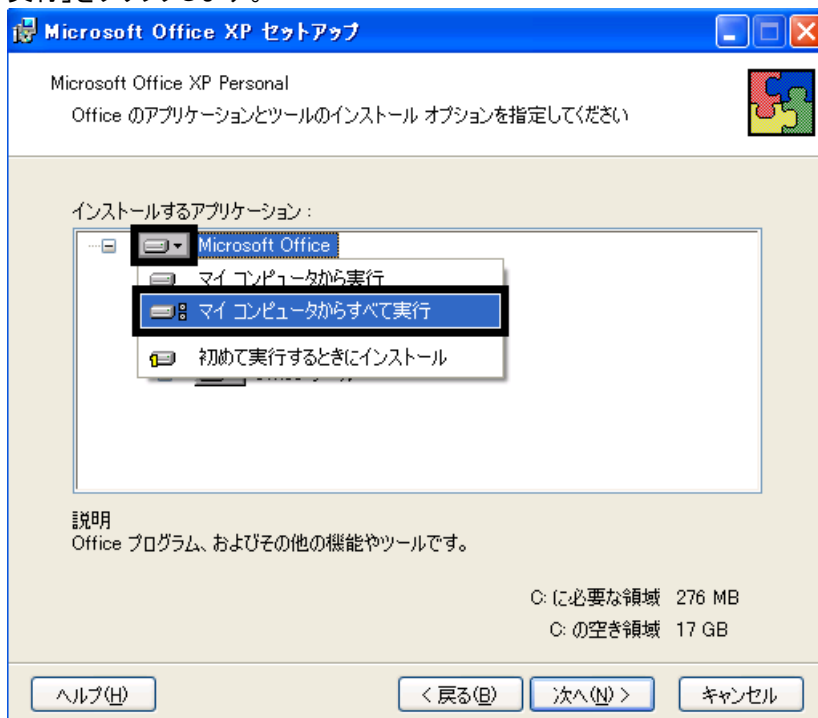 Microsoft Office XP セットアップ
Microsoft Office XP Personal
Office のアプリケーションとツールのインストール オプションを指定してください
インストールするアプリケーション :
Microsoft Office
マイ コンピュータから実行
マイ コンピュータからすべて実行
初めて実行するときにインストール
説明
Office プログラム、およびその他の機能やツールです。
C: に必要な領域 276 MB
C: の空き領域 17 GB
ヘルプ(H)
< 戻る(B)
次へ(N) >
キャンセル